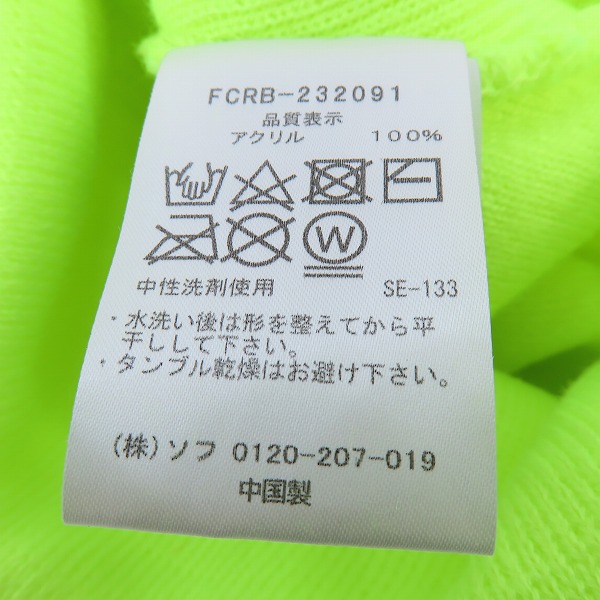 FCRB-232091
品質表示
アクリル 100%
W
中性洗剤使用 SE-133
・水洗い後は形を整えてから平
干しして下さい。
・タンブル乾燥はお避け下さい。
(株)ソフ 0120-207-019
中国製